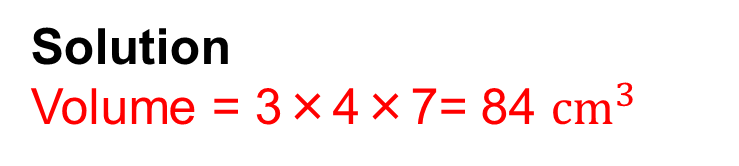 Solution
Volume = 3 × 4 × 7= 84 cm³